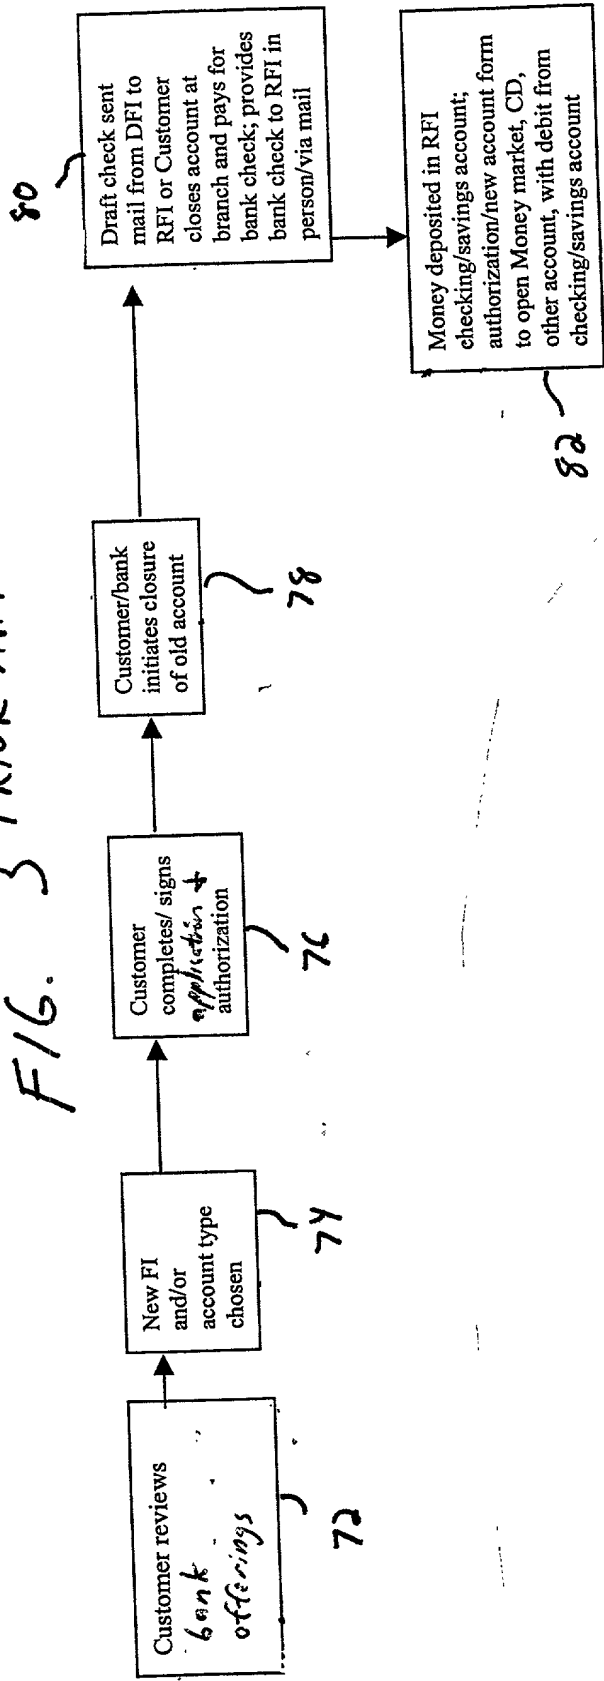 FIG. 3 PRIOR ART
Customer reviews
bank
offerings
72
New FI
and/or
account type
chosen
74
Customer
completes/ signs
application +
authorization
76
Customer/bank
initiates closure
of old account
78
Draft check sent
mail from DFI to
RFI or Customer
closes account at
branch and pays for
bank check; provides
bank check to RFI in
person/via mail
80
Money deposited in RFI
checking/savings account;
authorization/new account form
to open Money market, CD,
other account, with debit from
checking/savings account
82